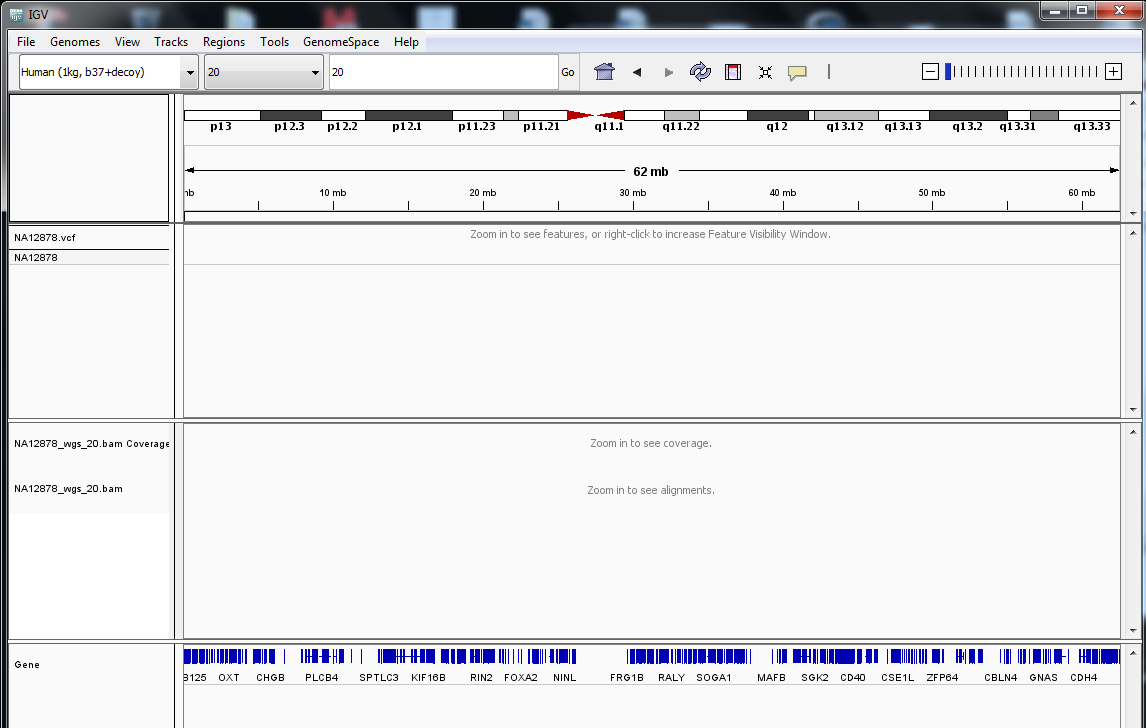 IGV
File Genomes View Tracks Regions Tools GenomeSpace Help
Human (1kg, b37+decoy) 20 20 Go
p13 p12.3 p12.2 p12.1 p11.23 p11.21 q11.1 q11.22 q12 q13.12 q13.13 q13.2 q13.31 q13.33
62 mb
10 mb 20 mb 30 mb 40 mb 50 mb 60 mb
NA12878.vcf
Zoom in to see features, or right-click to increase Feature Visibility Window.
NA12878
NA12878_wgs_20.bam Coverage
Zoom in to see coverage.
NA12878_wgs_20.bam
Zoom in to see alignments.
Gene
B125 OXT CHGB PLCB4 SPTLC3 KIF16B RIN2 FOXA2 NINL FRG1B RALY SOGA1 MAFB SGK2 CD40 CSE1L ZFP64 CBLN4 GNAS CDH4